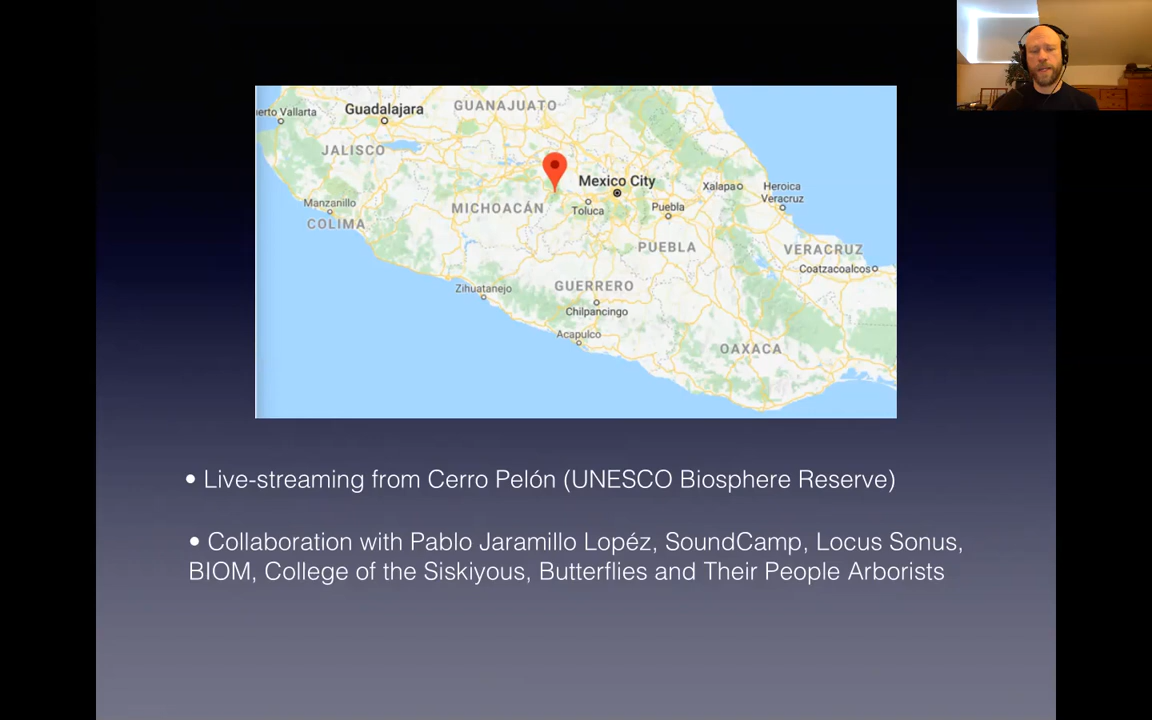 GUANAJUATO
Guadalajara
erto Vallarta
JALISCO
Mexico City
Xalapa
Heroica
Veracruz
Manzanillo
COLIMA
MICHOACÁN
Toluca
Puebla
PUEBLA
VERACRUZ
Coatzacoalcos
Zihuatanejo
GUERRERO
Chilpancingo
Acapulco
OAXACA
• Live-streaming from Cerro Pelón (UNESCO Biosphere Reserve)
• Collaboration with Pablo Jaramillo Lopéz, SoundCamp, Locus Sonus,
BIOM, College of the Siskiyous, Butterflies and Their People Arborists